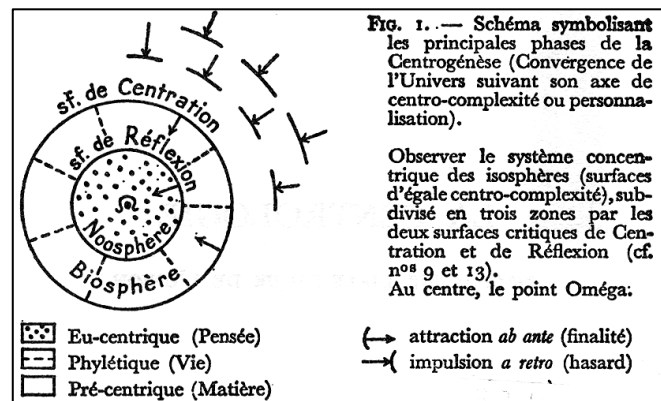 sf. de Centration
sf. de Réflexion
Noosphère
Biosphère
Ω
FIG. 1. — Schéma symbolisant
les principales phases de la
Centrogénèse (Convergence de
l'Univers suivant son axe de
centro-complexité ou personna-
lisation).
Observer le système concen-
trique des isosphères (surfaces
d'égale centro-complexité), sub-
divisé en trois zones par les
deux surfaces critiques de Cen-
tration et de Réflexion (cf.
nos 9 et 13).
Au centre, le point Oméga.
Eu-centrique (Pensée)
Phylétique (Vie)
Pré-centrique (Matière)
attraction ab ante (finalité)
impulsion a retro (hasard)